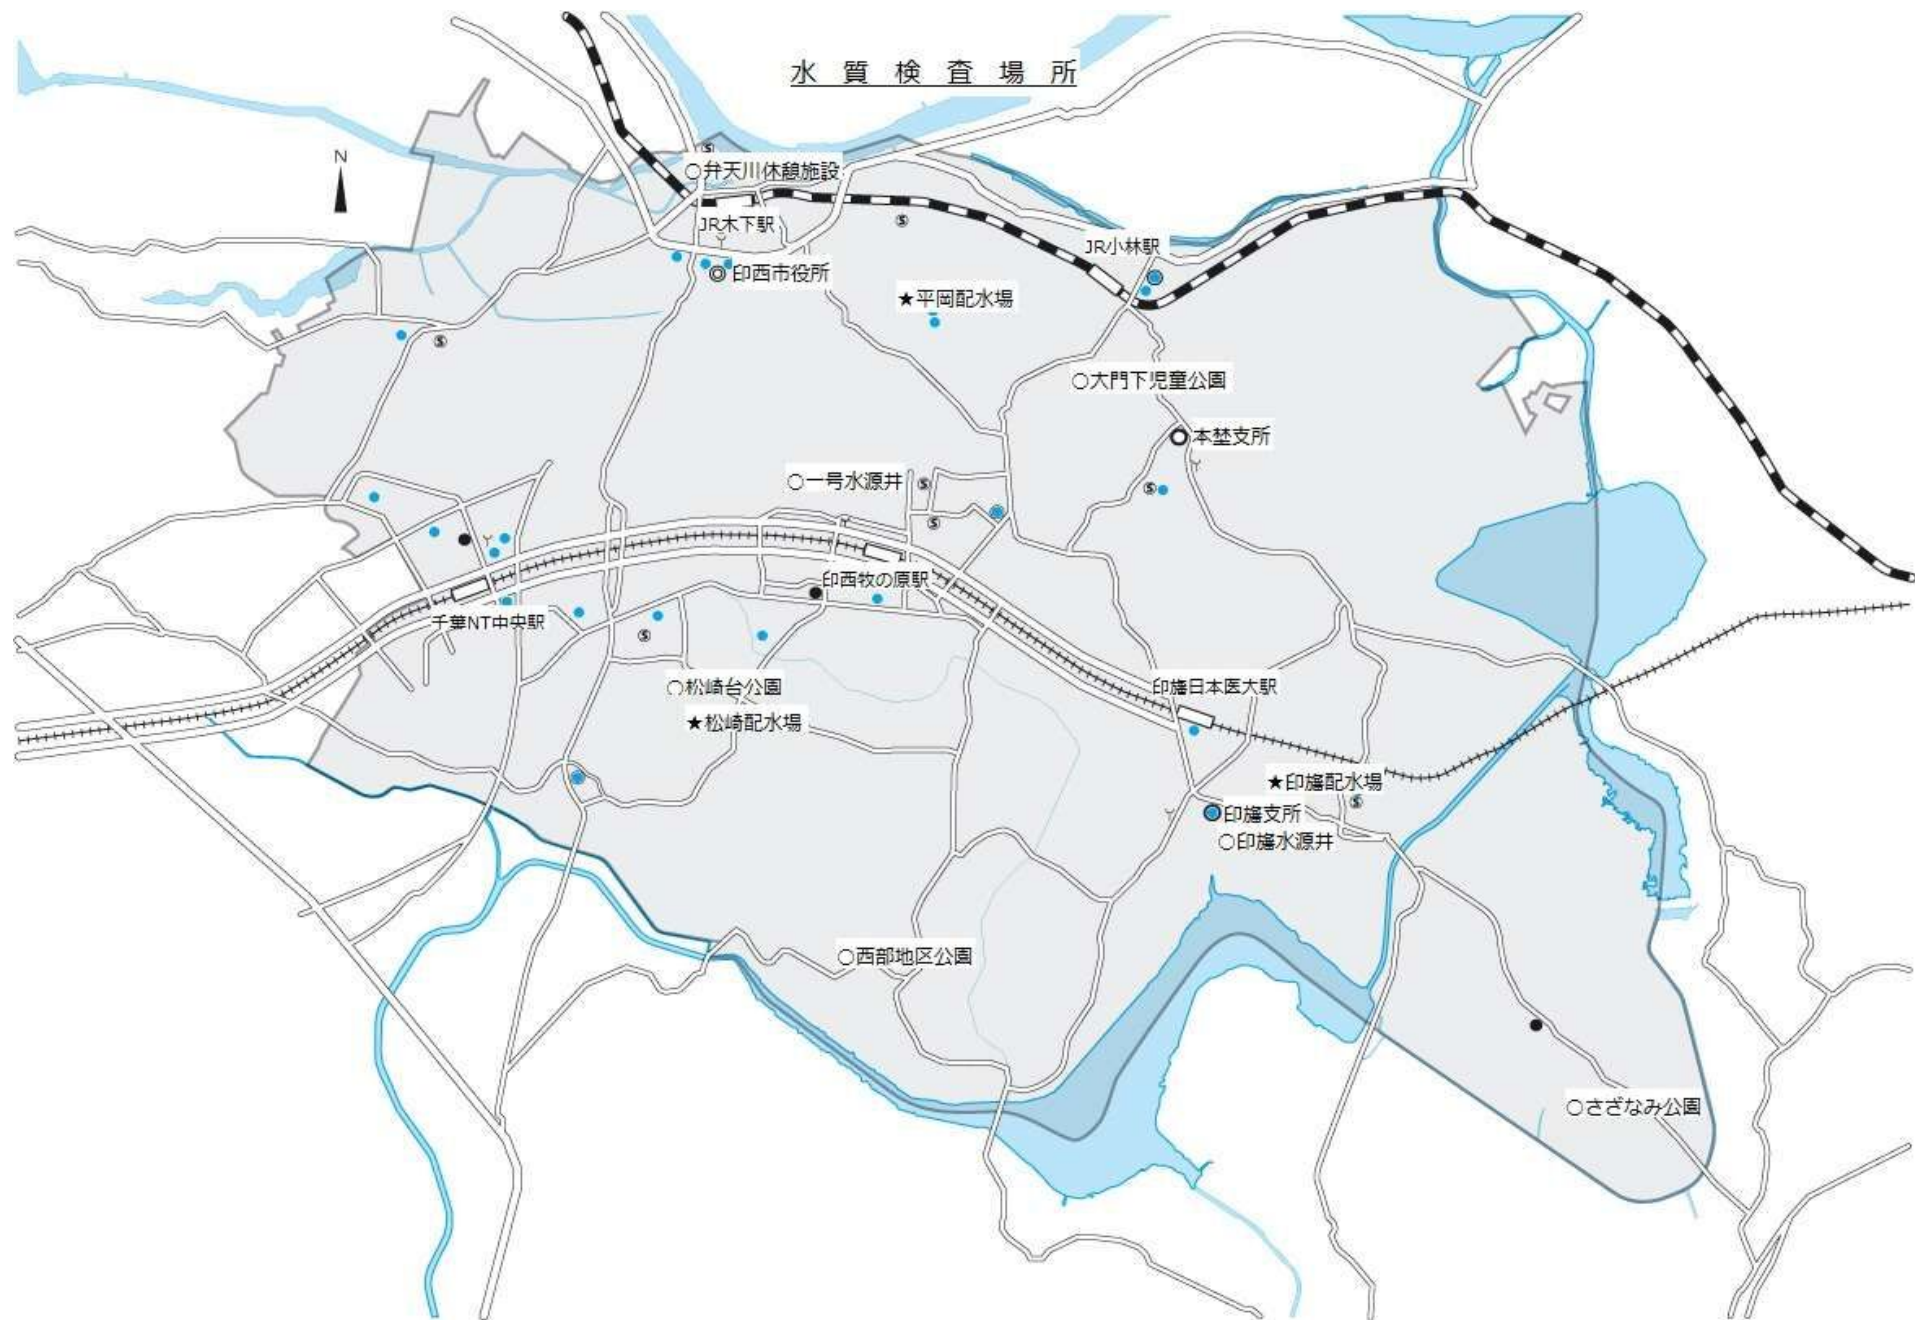 水質検査場所
N
○弁天川休憩施設
JR木下駅
JR小林駅
◎印西市役所
★平岡配水場
○大門下児童公園
本埜支所
○一号水源井
印西牧の原駅
千葉NT中央駅
○松崎台公園
印旛日本医大駅
★松崎配水場
★印旛配水場
印旛支所
○印旛水源井
○西部地区公園
○さざなみ公園